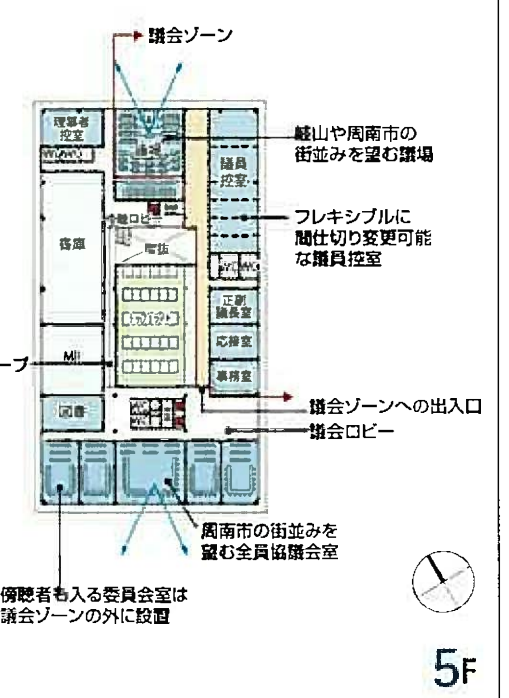 議会ゾーン
理事者
控室
議場
岐山や周南市の
街並みを望む議場
議員
控室
フレキシブルに
間仕切り変更可能
な議員控室
吹抜
正副
議長室
応接室
事務室
ープ
議会ゾーンへの出入口
議会ロビー
図書
周南市の街並みを
望む全員協議会室
傍聴者も入る委員会室は
議会ゾーンの外に設置
5F